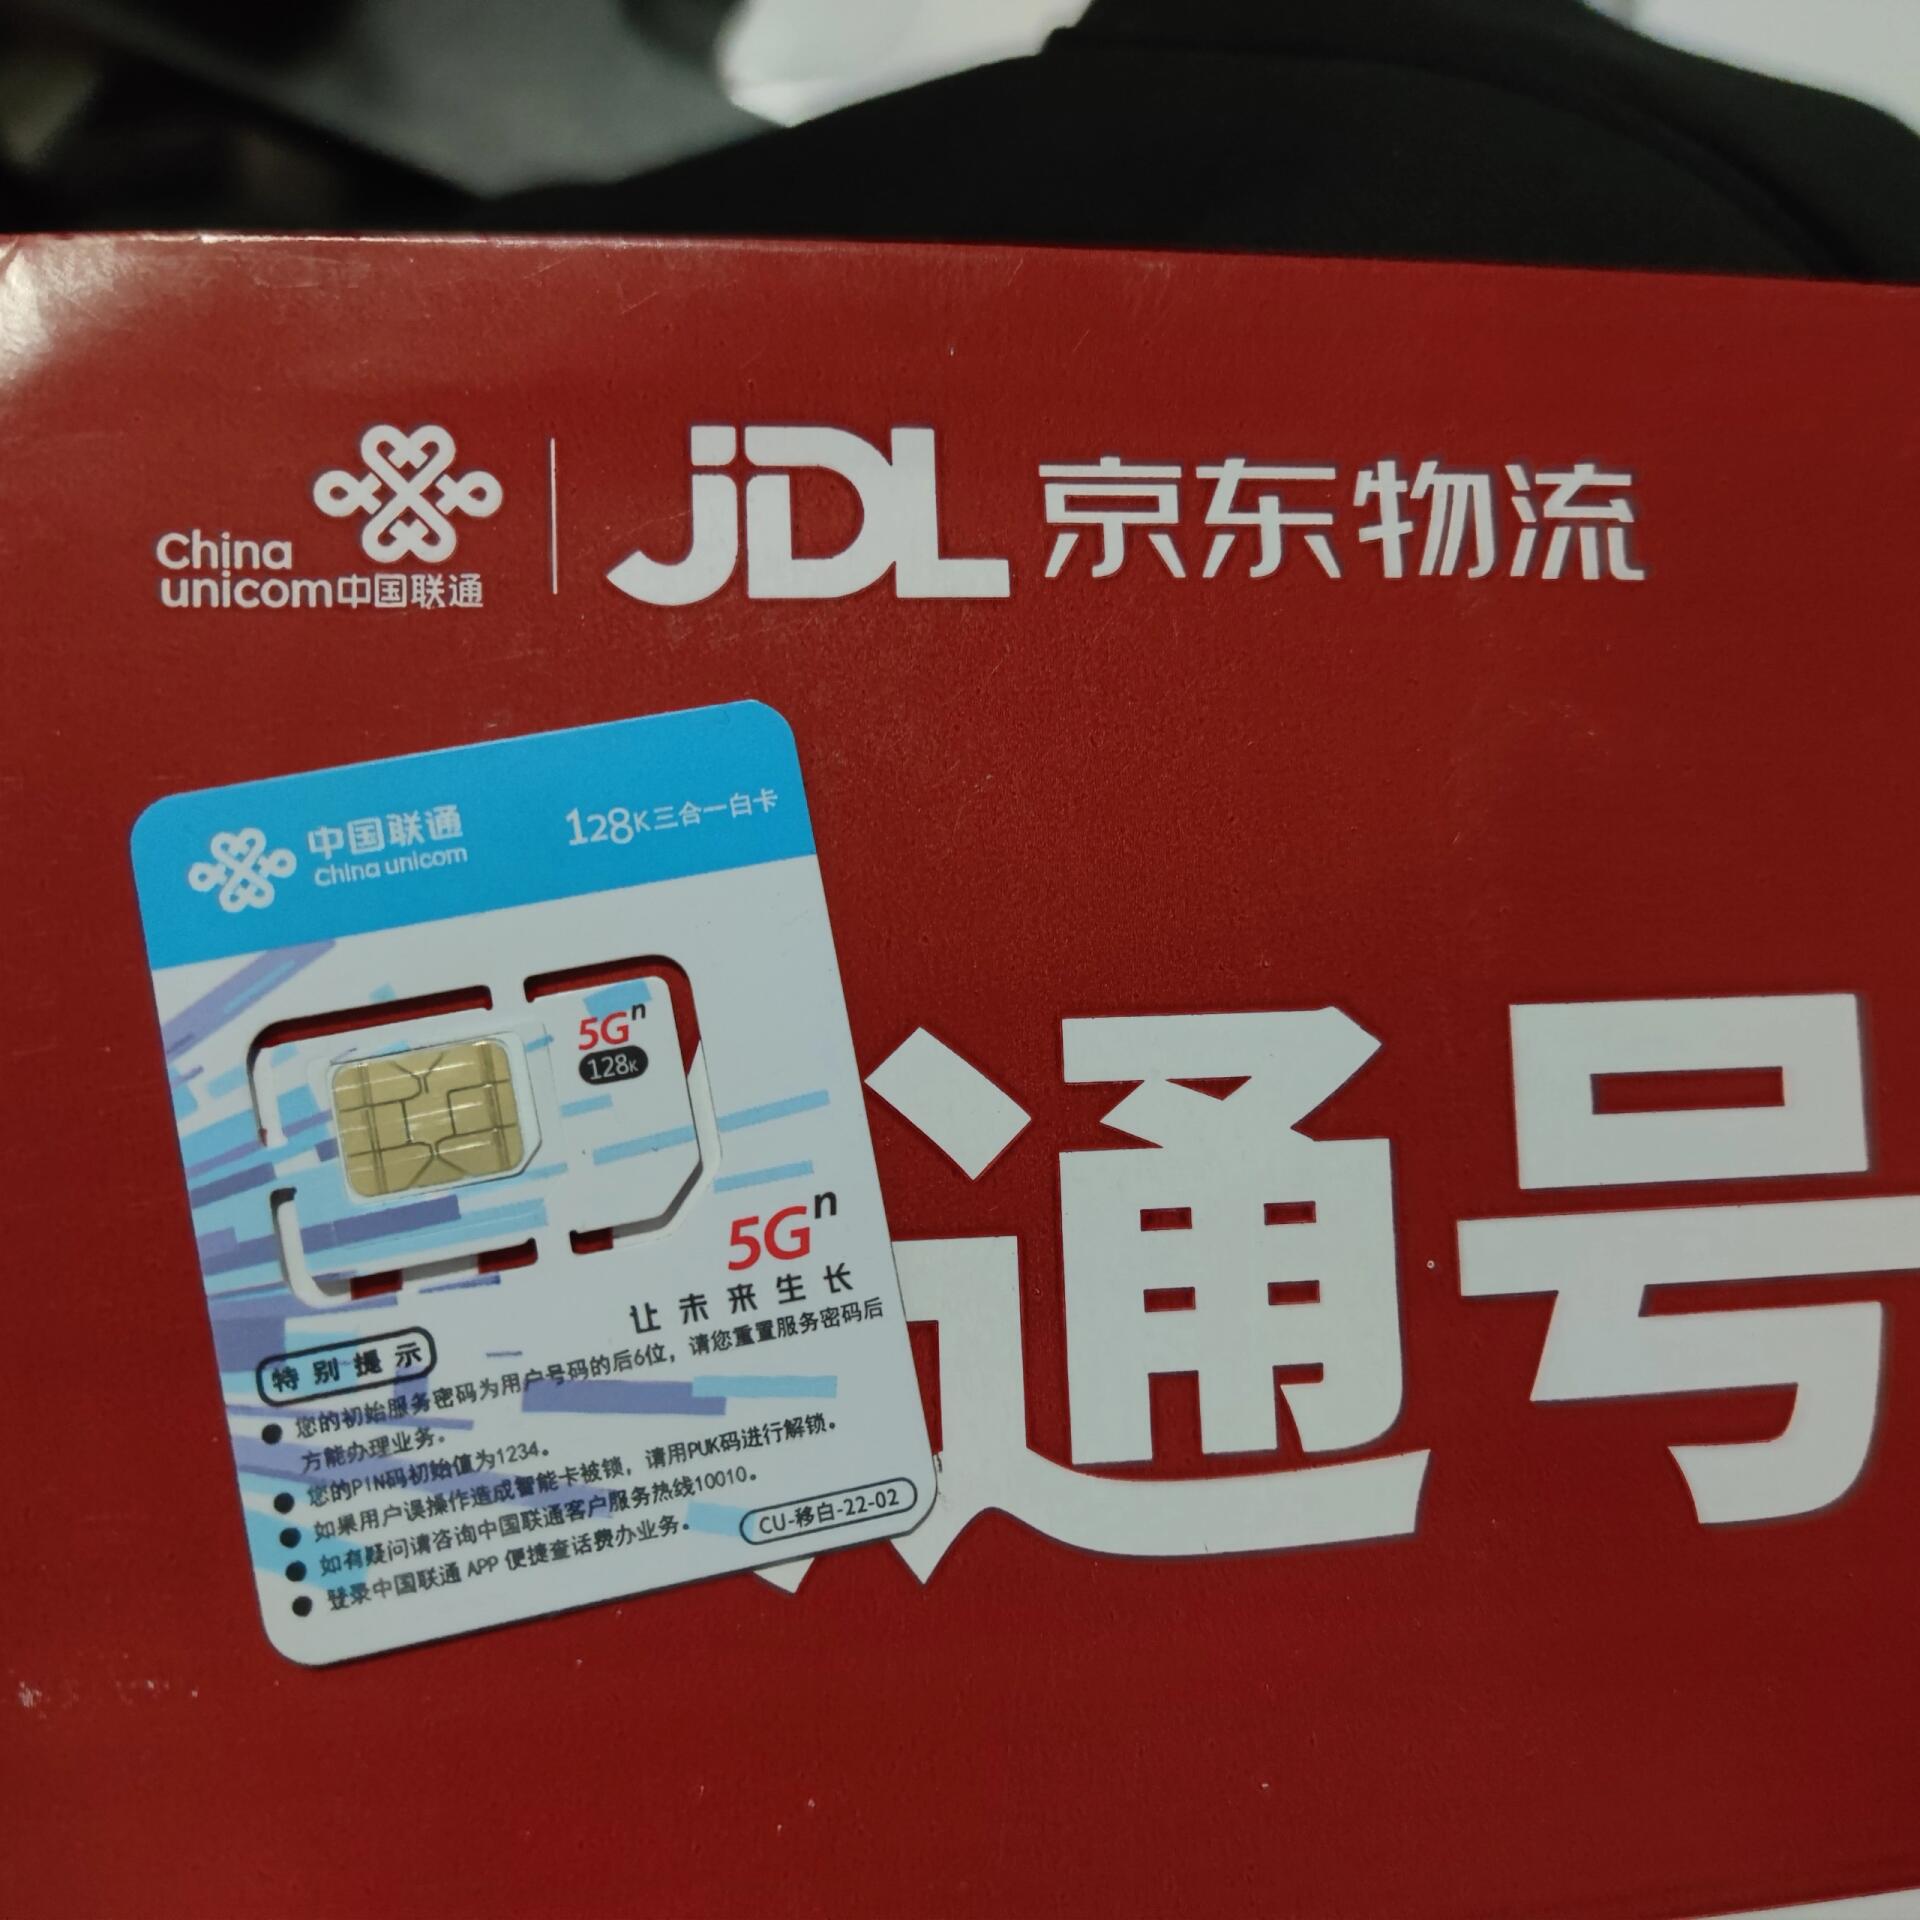 China
unicom中国联通
JDL 京东物流
中国联通
China unicom
128K三合一白卡
5Gⁿ
128K
5Gⁿ
让未来生长
特别提示
● 您的初始服务密码为用户号码的后6位，请您重置服务密码后
方能办理业务。
● 您的PIN码初始值为1234。
● 如果用户误操作造成智能卡被锁，请用PUK码进行解锁。
● 如有疑问请咨询中国联通客户服务热线10010。
● 登录中国联通 APP 便捷查话费办业务。
CU-移白-22-02
通号